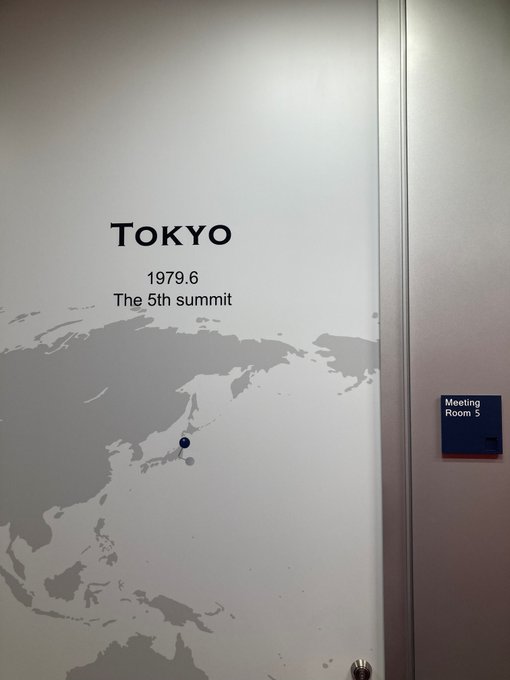 TOKYO
1979.6
The 5th summit
Meeting
Room 5